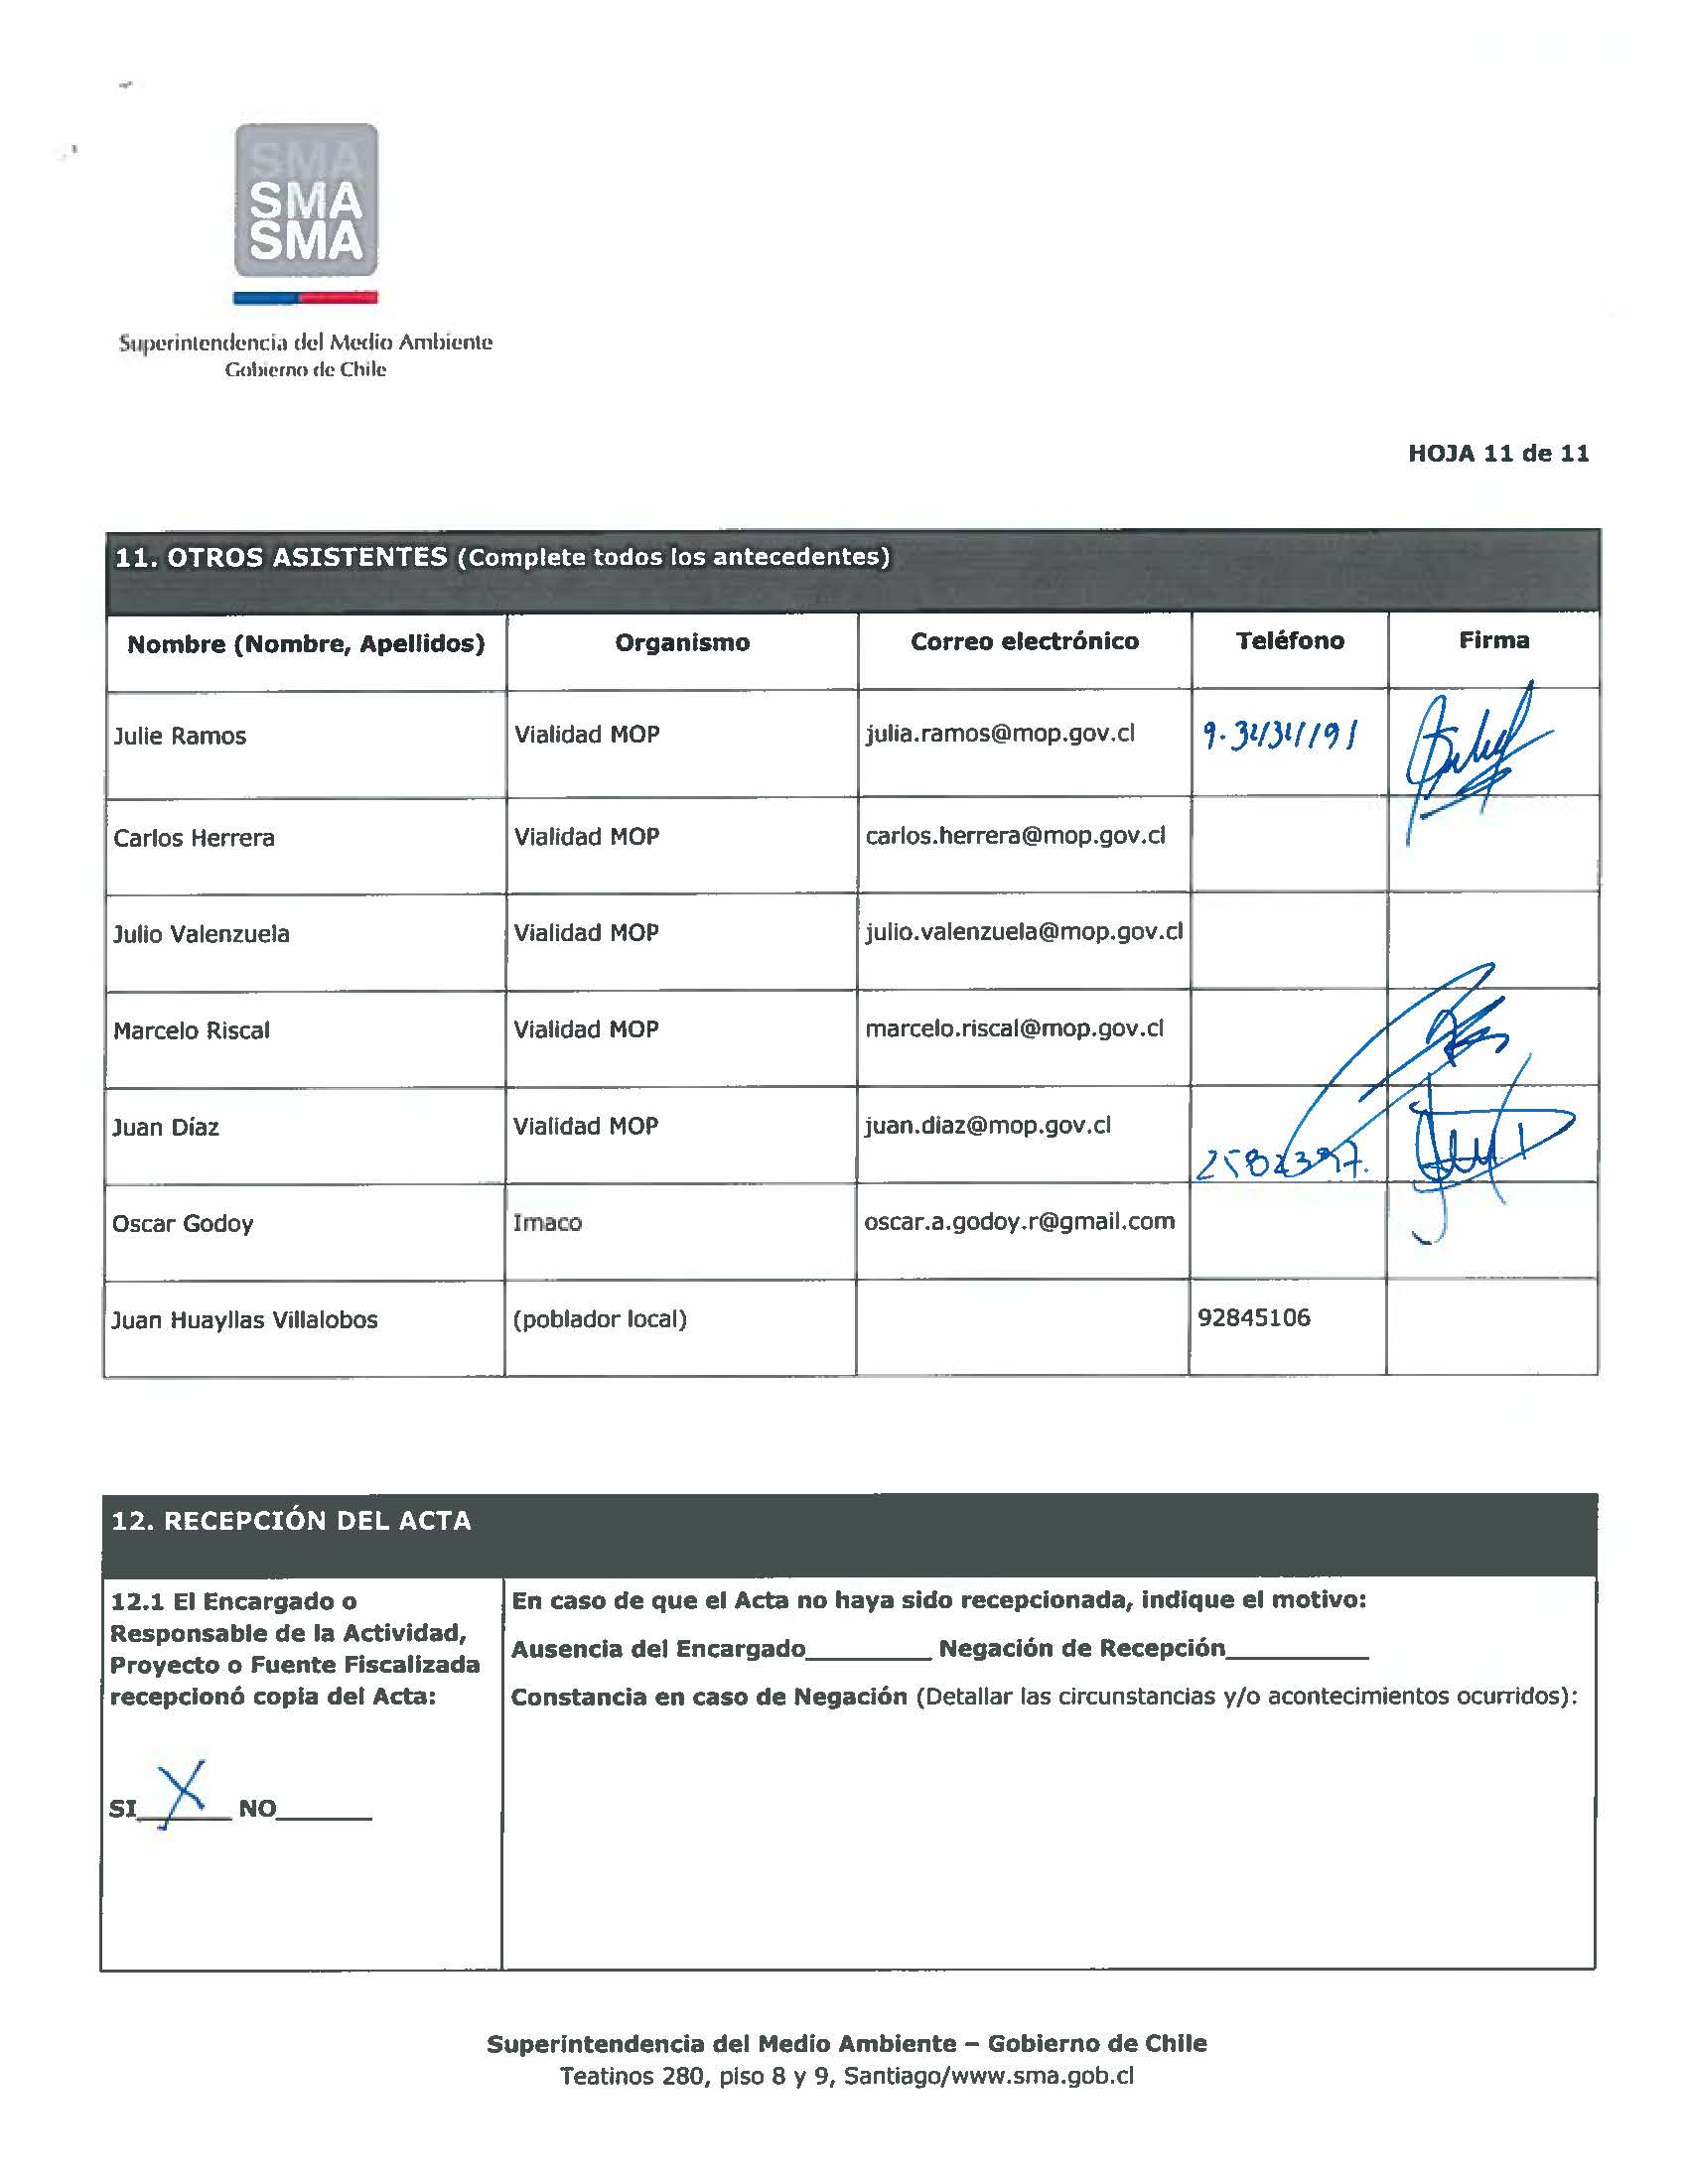 SMA
SMA
SMA
Superintendencia del Medio Ambiente
Gobierno de Chile
HOJA 11 de 11
11. OTROS ASISTENTES (Complete todos los antecedentes)
Nombre (Nombre, Apellidos) Organismo Correo electrónico Teléfono Firma
Julie Ramos Vialidad MOP julia.ramos@mop.gov.cl
Carlos Herrera Vialidad MOP carlos.herrera@mop.gov.cl
Julio Valenzuela Vialidad MOP julio.valenzuela@mop.gov.cl
Marcelo Riscal Vialidad MOP marcelo.riscal@mop.gov.cl
Juan Díaz Vialidad MOP juan.diaz@mop.gov.cl
Oscar Godoy Imaco oscar.a.godoy.r@gmail.com
Juan Huayllas Villalobos (poblador local) 92845106
12. RECEPCIÓN DEL ACTA
12.1 El Encargado o
Responsable de la Actividad,
Proyecto o Fuente Fiscalizada
recepcionó copia del Acta:
SI X NO
En caso de que el Acta no haya sido recepcionada, indique el motivo:
Ausencia del Encargado_________ Negación de Recepción__________
Constancia en caso de Negación (Detallar las circunstancias y/o acontecimientos ocurridos):
Superintendencia del Medio Ambiente – Gobierno de Chile
Teatinos 280, piso 8 y 9, Santiago/www.sma.gob.cl